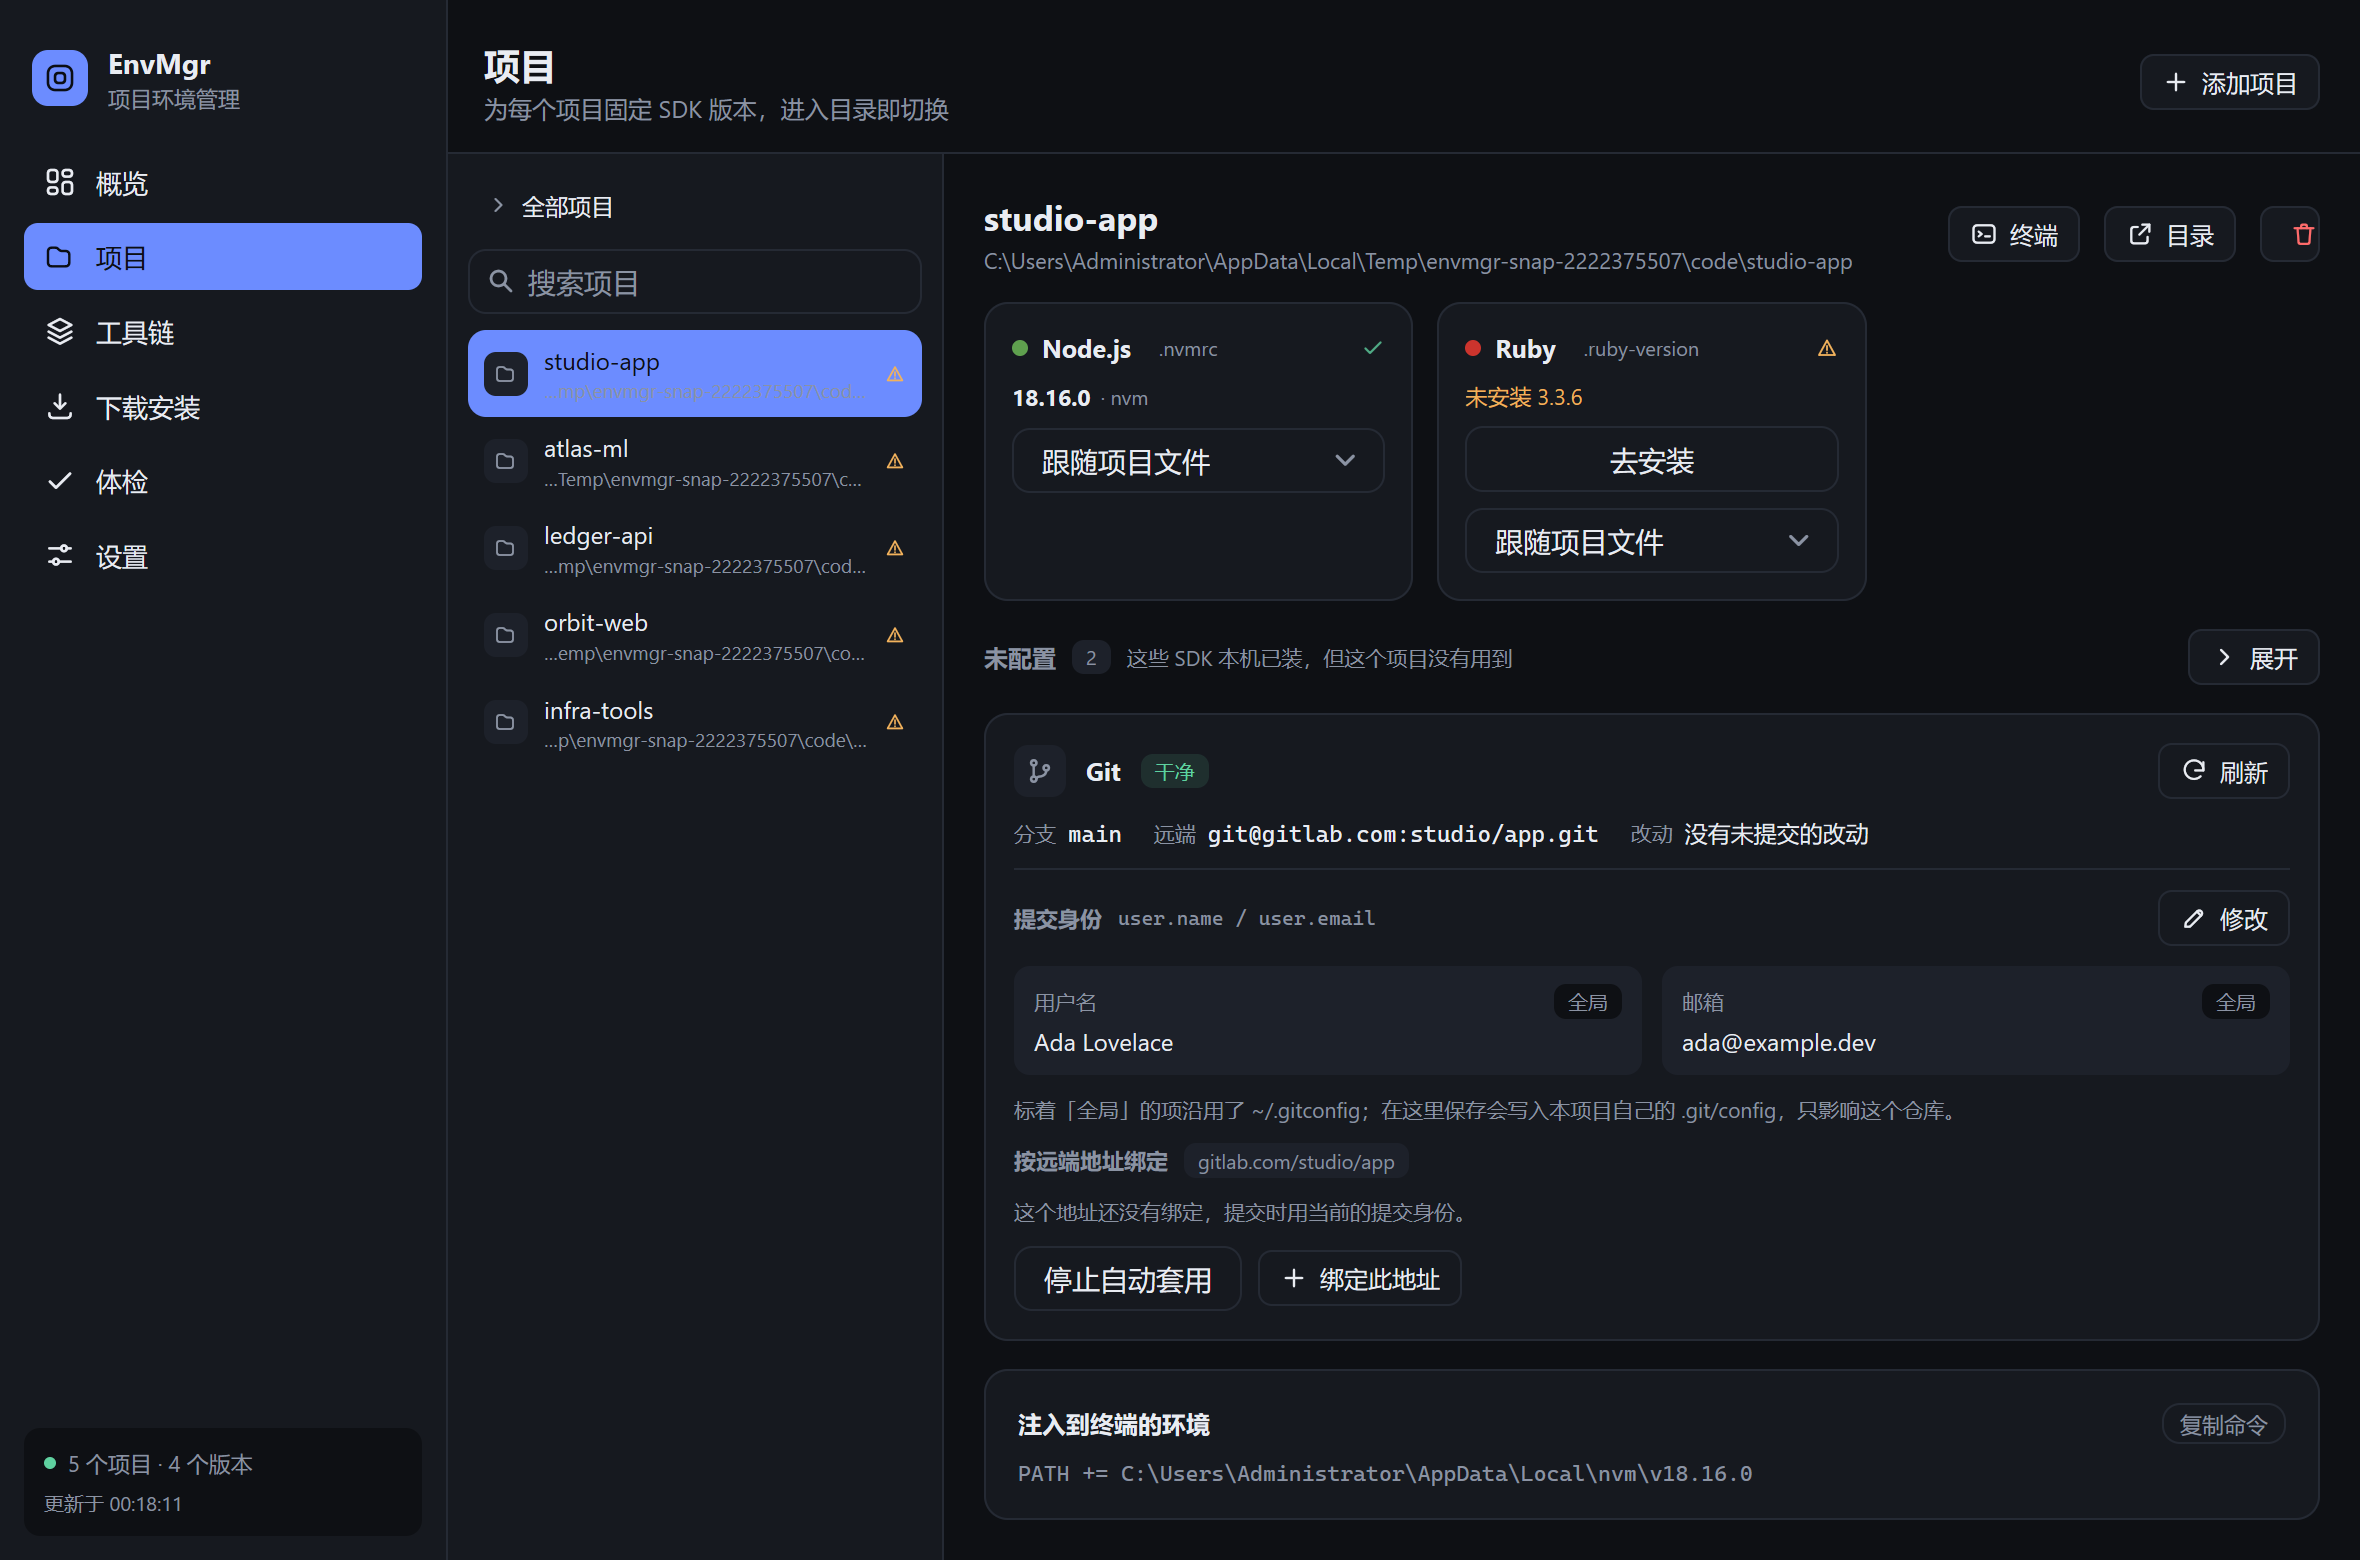 EnvMgr
项目环境管理
概览
项目
工具链
下载安装
体检
设置
5 个项目 · 4 个版本
更新于 00:18:11
项目
为每个项目固定 SDK 版本，进入目录即切换
添加项目
全部项目
搜索项目
studio-app
...mp\envmgr-snap-2222375507\cod...
atlas-ml
...Temp\envmgr-snap-2222375507\c...
ledger-api
...mp\envmgr-snap-2222375507\cod...
orbit-web
...emp\envmgr-snap-2222375507\co...
infra-tools
...p\envmgr-snap-2222375507\code\...
studio-app
C:\Users\Administrator\AppData\Local\Temp\envmgr-snap-2222375507\code\studio-app
终端
目录
Node.js .nvmrc
18.16.0 · nvm
跟随项目文件
Ruby .ruby-version
未安装 3.3.6
去安装
跟随项目文件
未配置 2 这些 SDK 本机已装，但这个项目没有用到
展开
Git 干净
刷新
分支 main 远端 git@gitlab.com:studio/app.git 改动 没有未提交的改动
提交身份 user.name / user.email
修改
用户名 全局
Ada Lovelace
邮箱 全局
ada@example.dev
标着「全局」的项沿用了 ~/.gitconfig；在这里保存会写入本项目自己的 .git/config，只影响这个仓库。
按远端地址绑定 gitlab.com/studio/app
这个地址还没有绑定，提交时用当前的提交身份。
停止自动套用
绑定此地址
注入到终端的环境
复制命令
PATH += C:\Users\Administrator\AppData\Local\nvm\v18.16.0